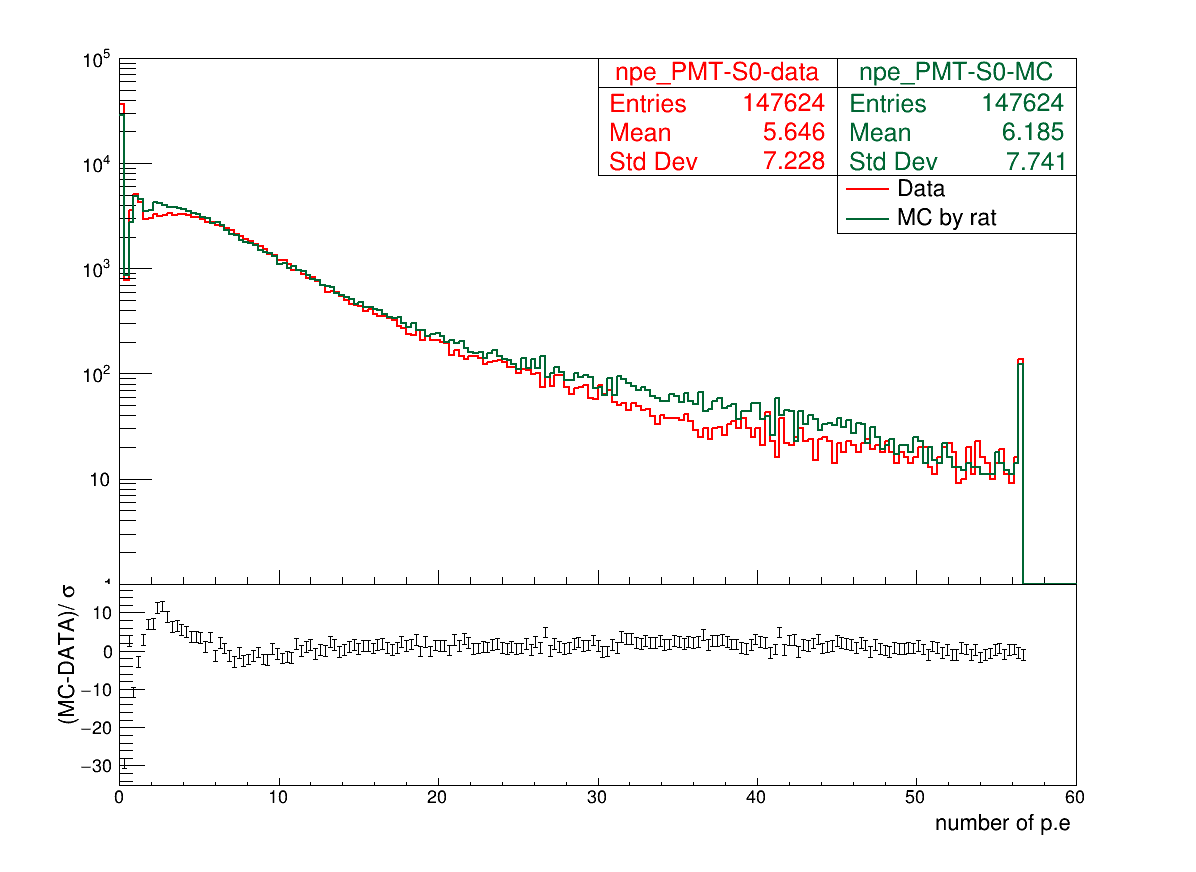 10^5
10^4
10^3
10^2
10
1
npe_PMT-S0-data
Entries 147624
Mean 5.646
Std Dev 7.228
npe_PMT-S0-MC
Entries 147624
Mean 6.185
Std Dev 7.741
Data
MC by rat
(MC-DATA)/ σ
10
0
−10
−20
−30
0 10 20 30 40 50 60
number of p.e